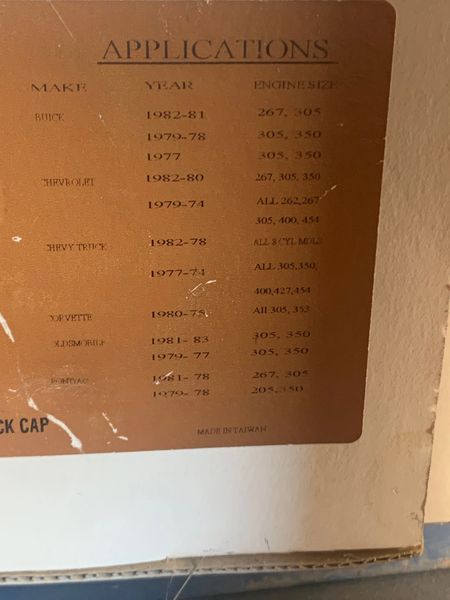 APPLICATIONS
MAKE YEAR ENGINE SIZE
BUICK 1982-81 267, 305
1979-78 305, 350
1977 305, 350
CHEVROLET 1982-80 267, 305, 350
1979-74 ALL 262,267
305, 400, 454
CHEVY TRUCK 1982-78 ALL 8 CYL MDLS
1977-74 ALL 305,350,
400,427,454
CORVETTE 1980-75 All 305, 353
OLDSMOBILE 1981- 83 305, 350
1979- 77 305, 350
PONTIAC 1981- 78 267, 305
1979- 78 205,350
CK CAP MADE IN TAIWAN